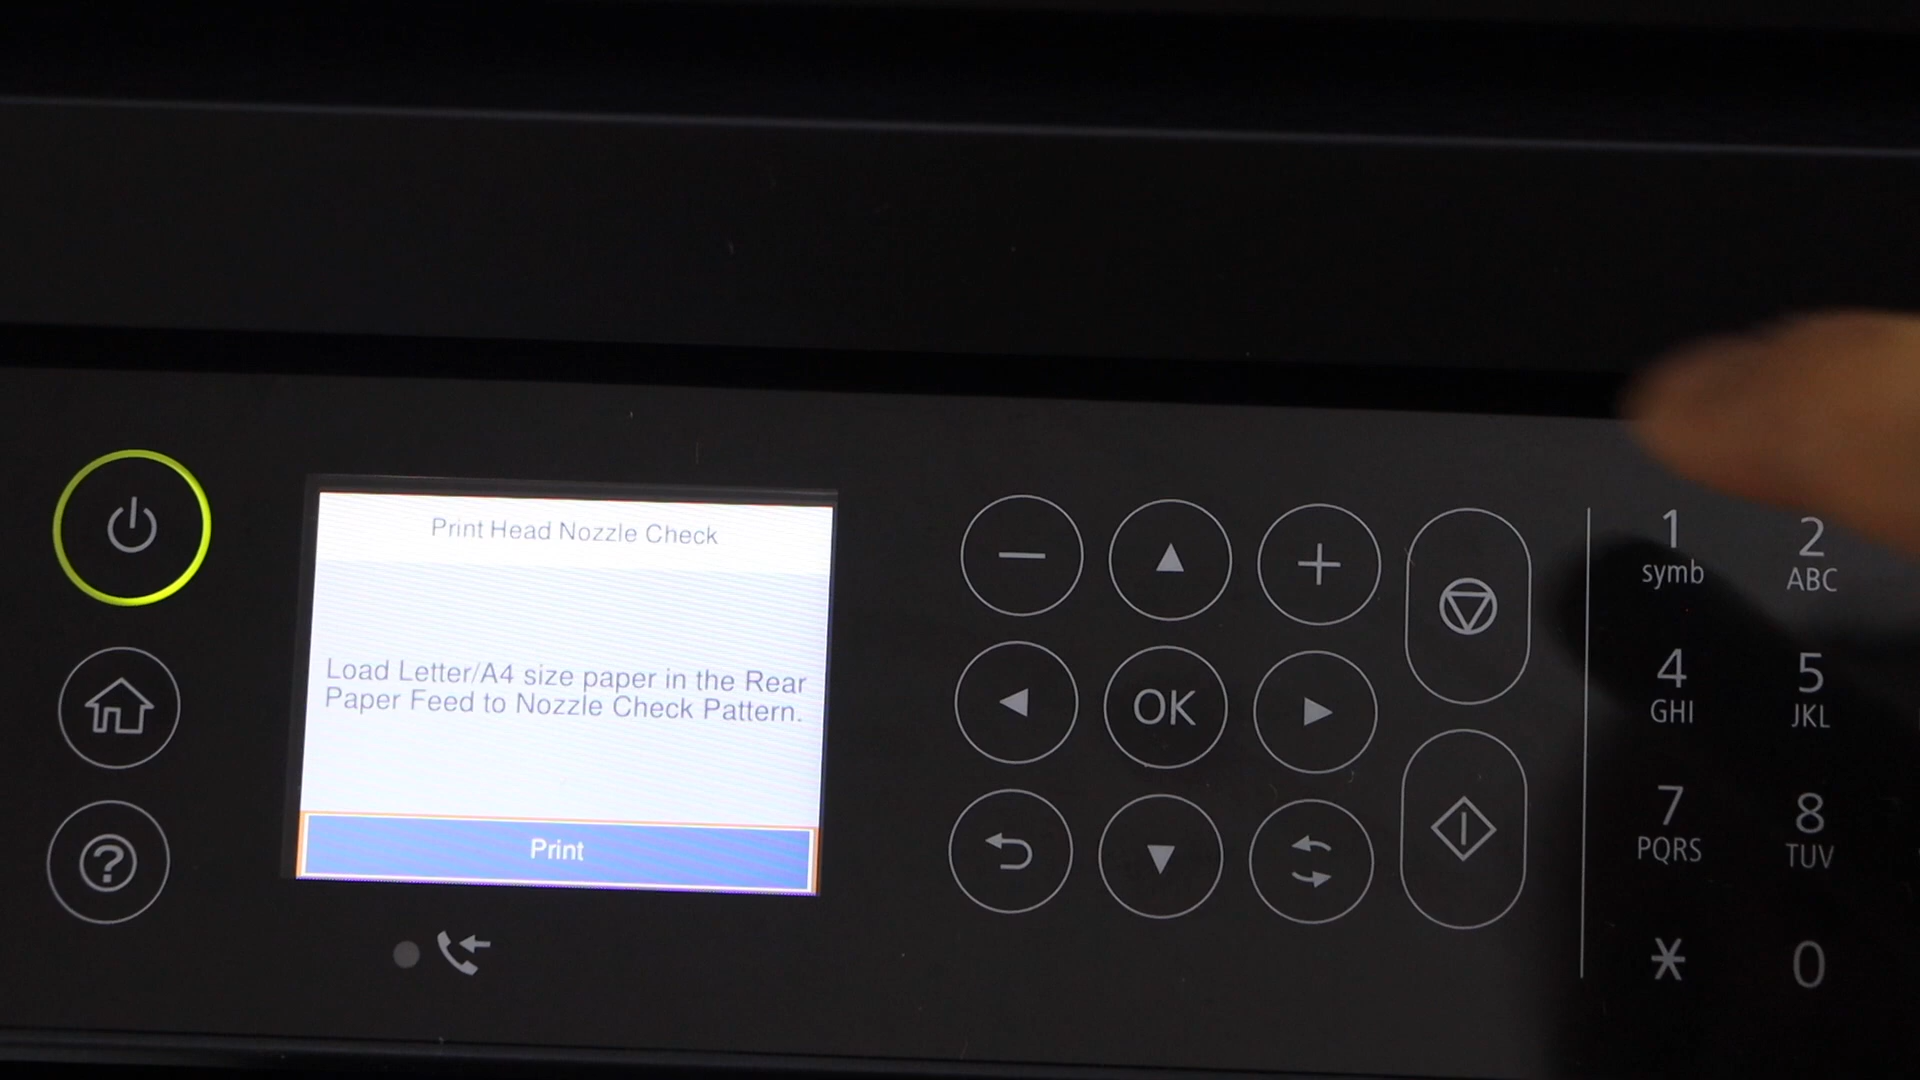 Print Head Nozzle Check
Load Letter/A4 size paper in the Rear
Paper Feed to Nozzle Check Pattern.
Print
OK
1
symb
2
ABC
4
GHI
5
JKL
7
PQRS
8
TUV
*
0